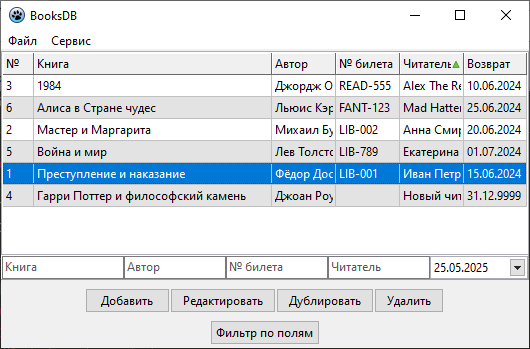 BooksDB
Файл Сервис
№ Книга Автор № билета Читатель Возврат
3 1984 Джордж О READ-555 Alex The Re 10.06.2024
6 Алиса в Стране чудес Льюис Кэр FANT-123 Mad Hatter 25.06.2024
2 Мастер и Маргарита Михаил Бу LIB-002 Анна Смир 20.06.2024
5 Война и мир Лев Толсто LIB-789 Екатерина 01.07.2024
1 Преступление и наказание Фёдор Дос LIB-001 Иван Петр 15.06.2024
4 Гарри Поттер и философский камень Джоан Роу Новый чит 31.12.9999
Книга Автор № билета Читатель 25.05.2025
Добавить Редактировать Дублировать Удалить
Фильтр по полям